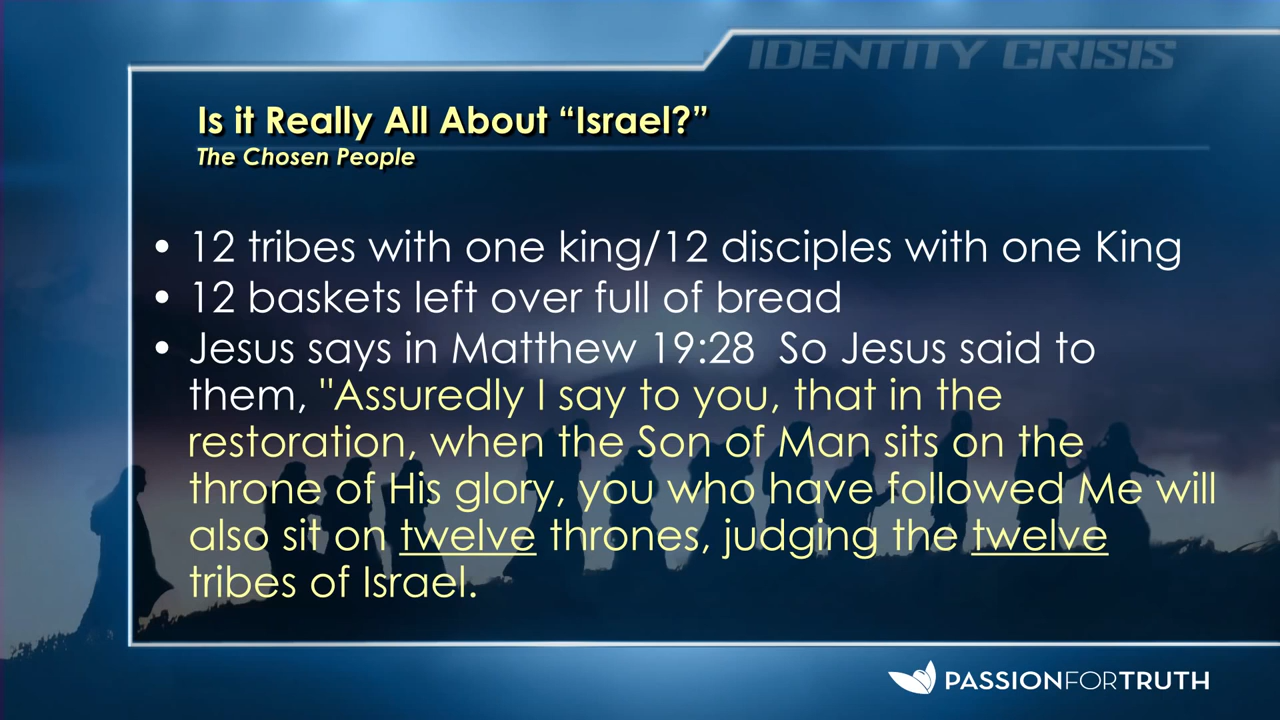 IDENTITY CRISIS
Is it Really All About “Israel?”
The Chosen People
• 12 tribes with one king/12 disciples with one King
• 12 baskets left over full of bread
• Jesus says in Matthew 19:28  So Jesus said to
them, "Assuredly I say to you, that in the
restoration, when the Son of Man sits on the
throne of His glory, you who have followed Me will
also sit on twelve thrones, judging the twelve
tribes of Israel.
PASSIONFORTRUTH